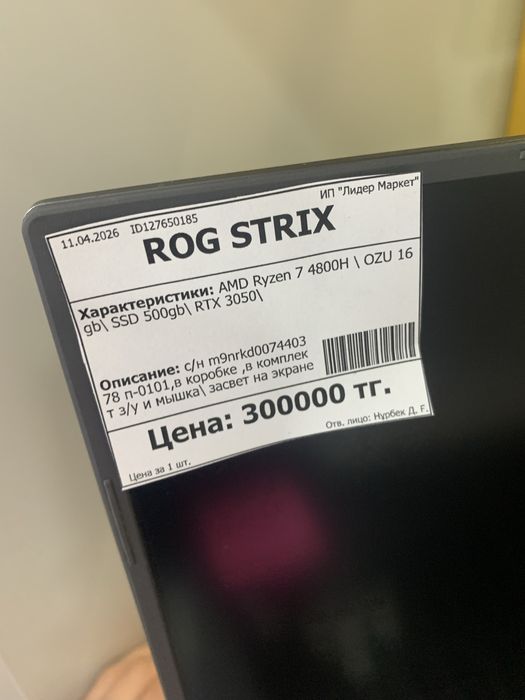 ИП "Лидер Маркет"
11.04.2026 ID127650185
ROG STRIX
Характеристики: AMD Ryzen 7 4800H \ OZU 16
gb\ SSD 500gb\ RTX 3050\
Описание: с/н m9nrkd0074403
78 п-0101,в коробке ,в комплек
т з/у и мышка\ засвет на экране
Цена: 300000 тг.
Цена за 1 шт.
Отв. лицо: Нурбек Д. F.